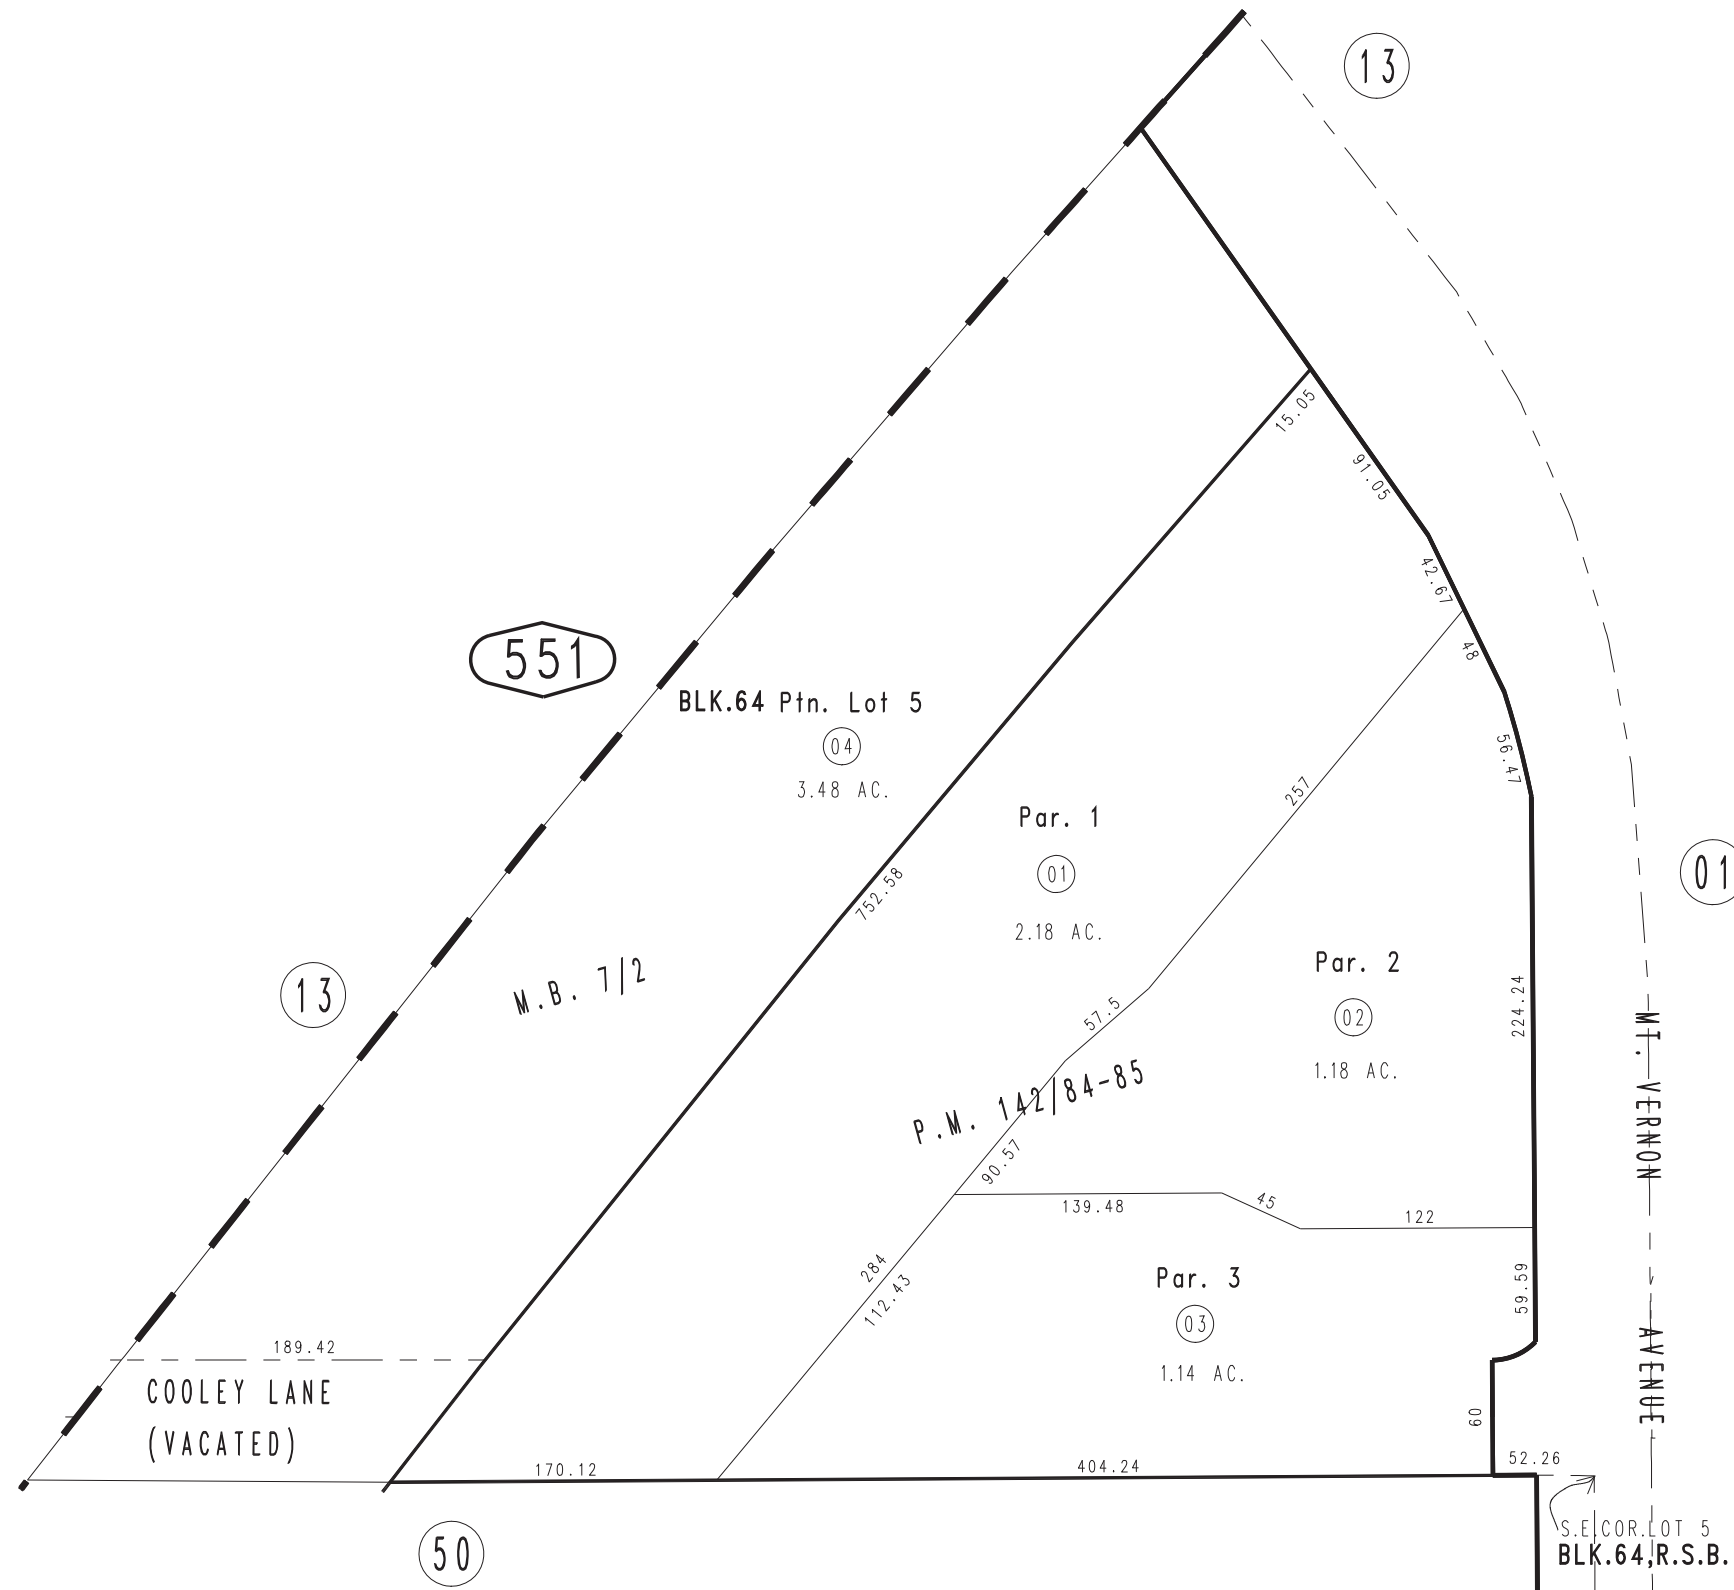 13
15.05
91.05
42.67
48
551
BLK.64 Ptn. Lot 5
04
3.48 AC.
56.47
257
Par. 1
01
2.18 AC.
752.58
01
13
M.B. 7/2
Par. 2
02
1.18 AC.
224.24
57.5
P.M. 142/84-85
MT. VERNON AVENUE
90.57
139.48
45
122
284
112.43
Par. 3
03
1.14 AC.
59.59
189.42
COOLEY LANE
(VACATED)
60
170.12
404.24
52.26
50
S.E.COR.LOT 5
BLK.64,R.S.B.